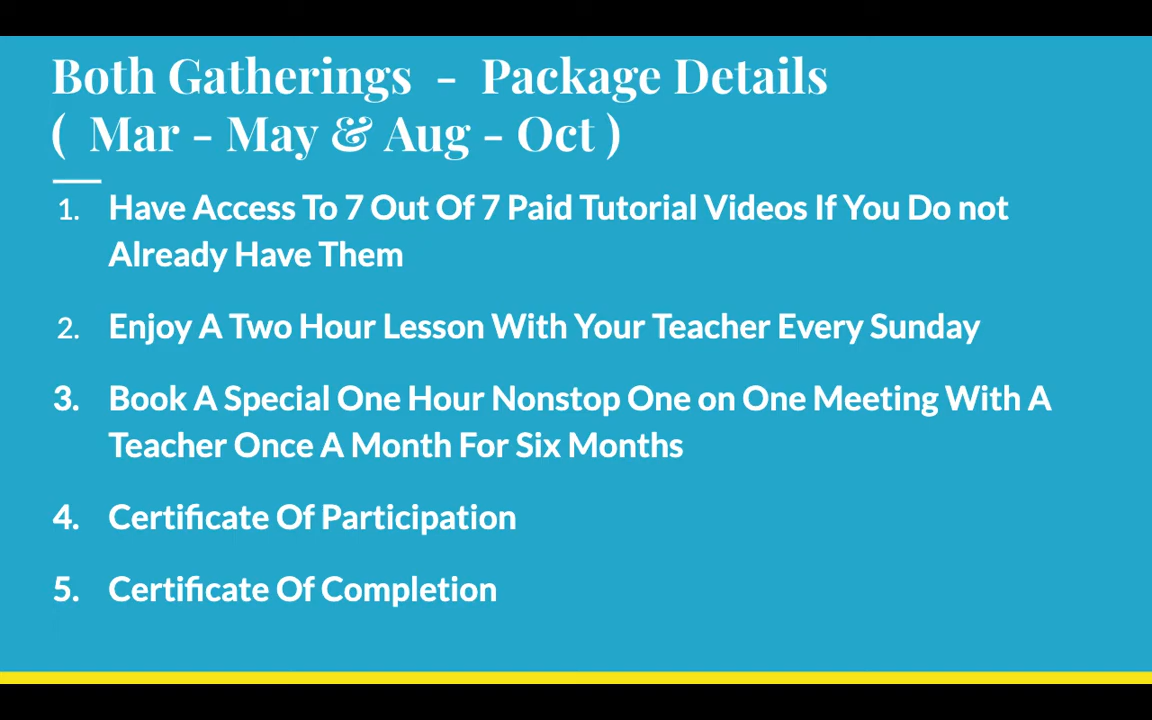 Both Gatherings - Package Details
( Mar - May & Aug - Oct )
1. Have Access To 7 Out Of 7 Paid Tutorial Videos If You Do not
Already Have Them
2. Enjoy A Two Hour Lesson With Your Teacher Every Sunday
3. Book A Special One Hour Nonstop One on One Meeting With A
Teacher Once A Month For Six Months
4. Certificate Of Participation
5. Certificate Of Completion